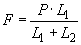 F = P · L₁ / L₁ + L₂